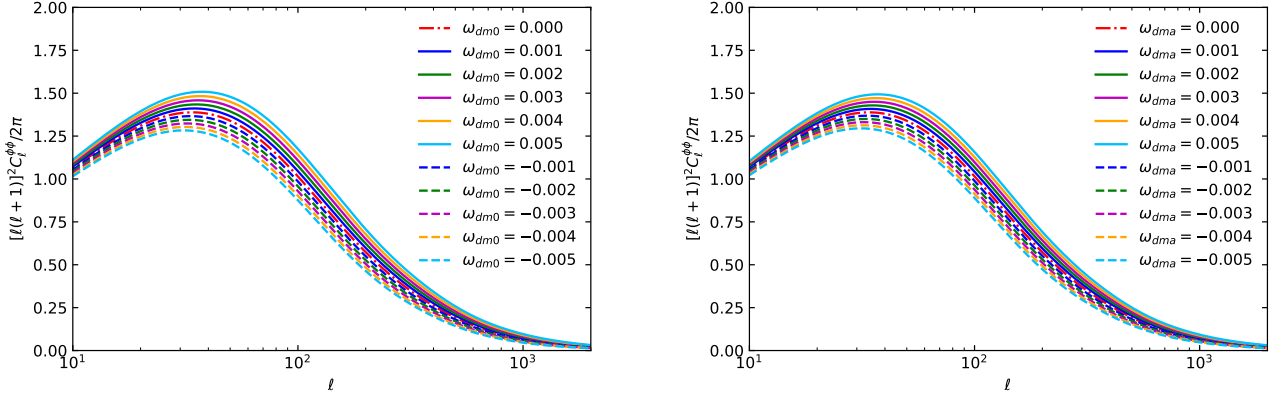 2.00
1.75
1.50
1.25
1.00
0.75
0.50
0.25
0.00
[ℓ(ℓ + 1)]²C_ℓ^{ϕϕ}/2π
10¹ 10² 10³
ℓ
ω_{dm0} = 0.000
ω_{dm0} = 0.001
ω_{dm0} = 0.002
ω_{dm0} = 0.003
ω_{dm0} = 0.004
ω_{dm0} = 0.005
ω_{dm0} = −0.001
ω_{dm0} = −0.002
ω_{dm0} = −0.003
ω_{dm0} = −0.004
ω_{dm0} = −0.005
2.00
1.75
1.50
1.25
1.00
0.75
0.50
0.25
0.00
[ℓ(ℓ + 1)]²C_ℓ^{ϕϕ}/2π
10¹ 10² 10³
ℓ
ω_{dma} = 0.000
ω_{dma} = 0.001
ω_{dma} = 0.002
ω_{dma} = 0.003
ω_{dma} = 0.004
ω_{dma} = 0.005
ω_{dma} = −0.001
ω_{dma} = −0.002
ω_{dma} = −0.003
ω_{dma} = −0.004
ω_{dma} = −0.005